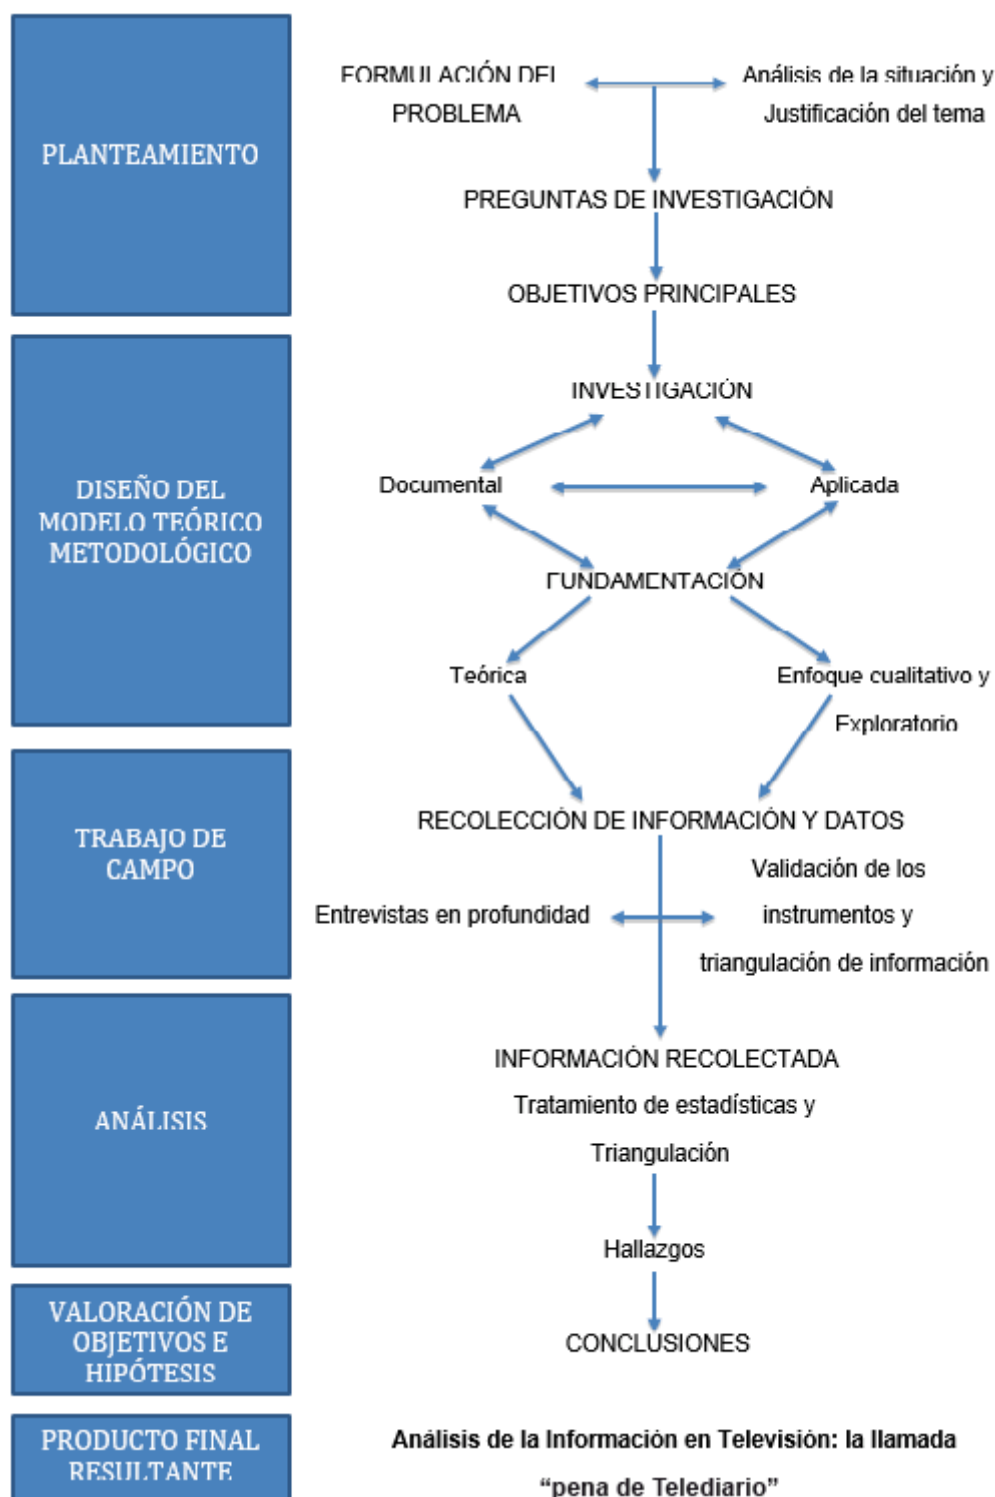 PLANTEAMIENTO
FORMULACIÓN DEL
PROBLEMA
Análisis de la situación y
Justificación del tema
PREGUNTAS DE INVESTIGACIÓN
OBJETIVOS PRINCIPALES
DISEÑO DEL
MODELO TEÓRICO
METODOLÓGICO
INVESTIGACIÓN
Documental
Aplicada
FUNDAMENTACIÓN
Teórica
Enfoque cualitativo y
Exploratorio
TRABAJO DE
CAMPO
RECOLECCIÓN DE INFORMACIÓN Y DATOS
Entrevistas en profundidad
Validación de los
instrumentos y
triangulación de información
ANÁLISIS
INFORMACIÓN RECOLECTADA
Tratamiento de estadísticas y
Triangulación
Hallazgos
VALORACIÓN DE
OBJETIVOS E
HIPÓTESIS
CONCLUSIONES
PRODUCTO FINAL
RESULTANTE
Análisis de la Información en Televisión: la llamada
“pena de Telediario”